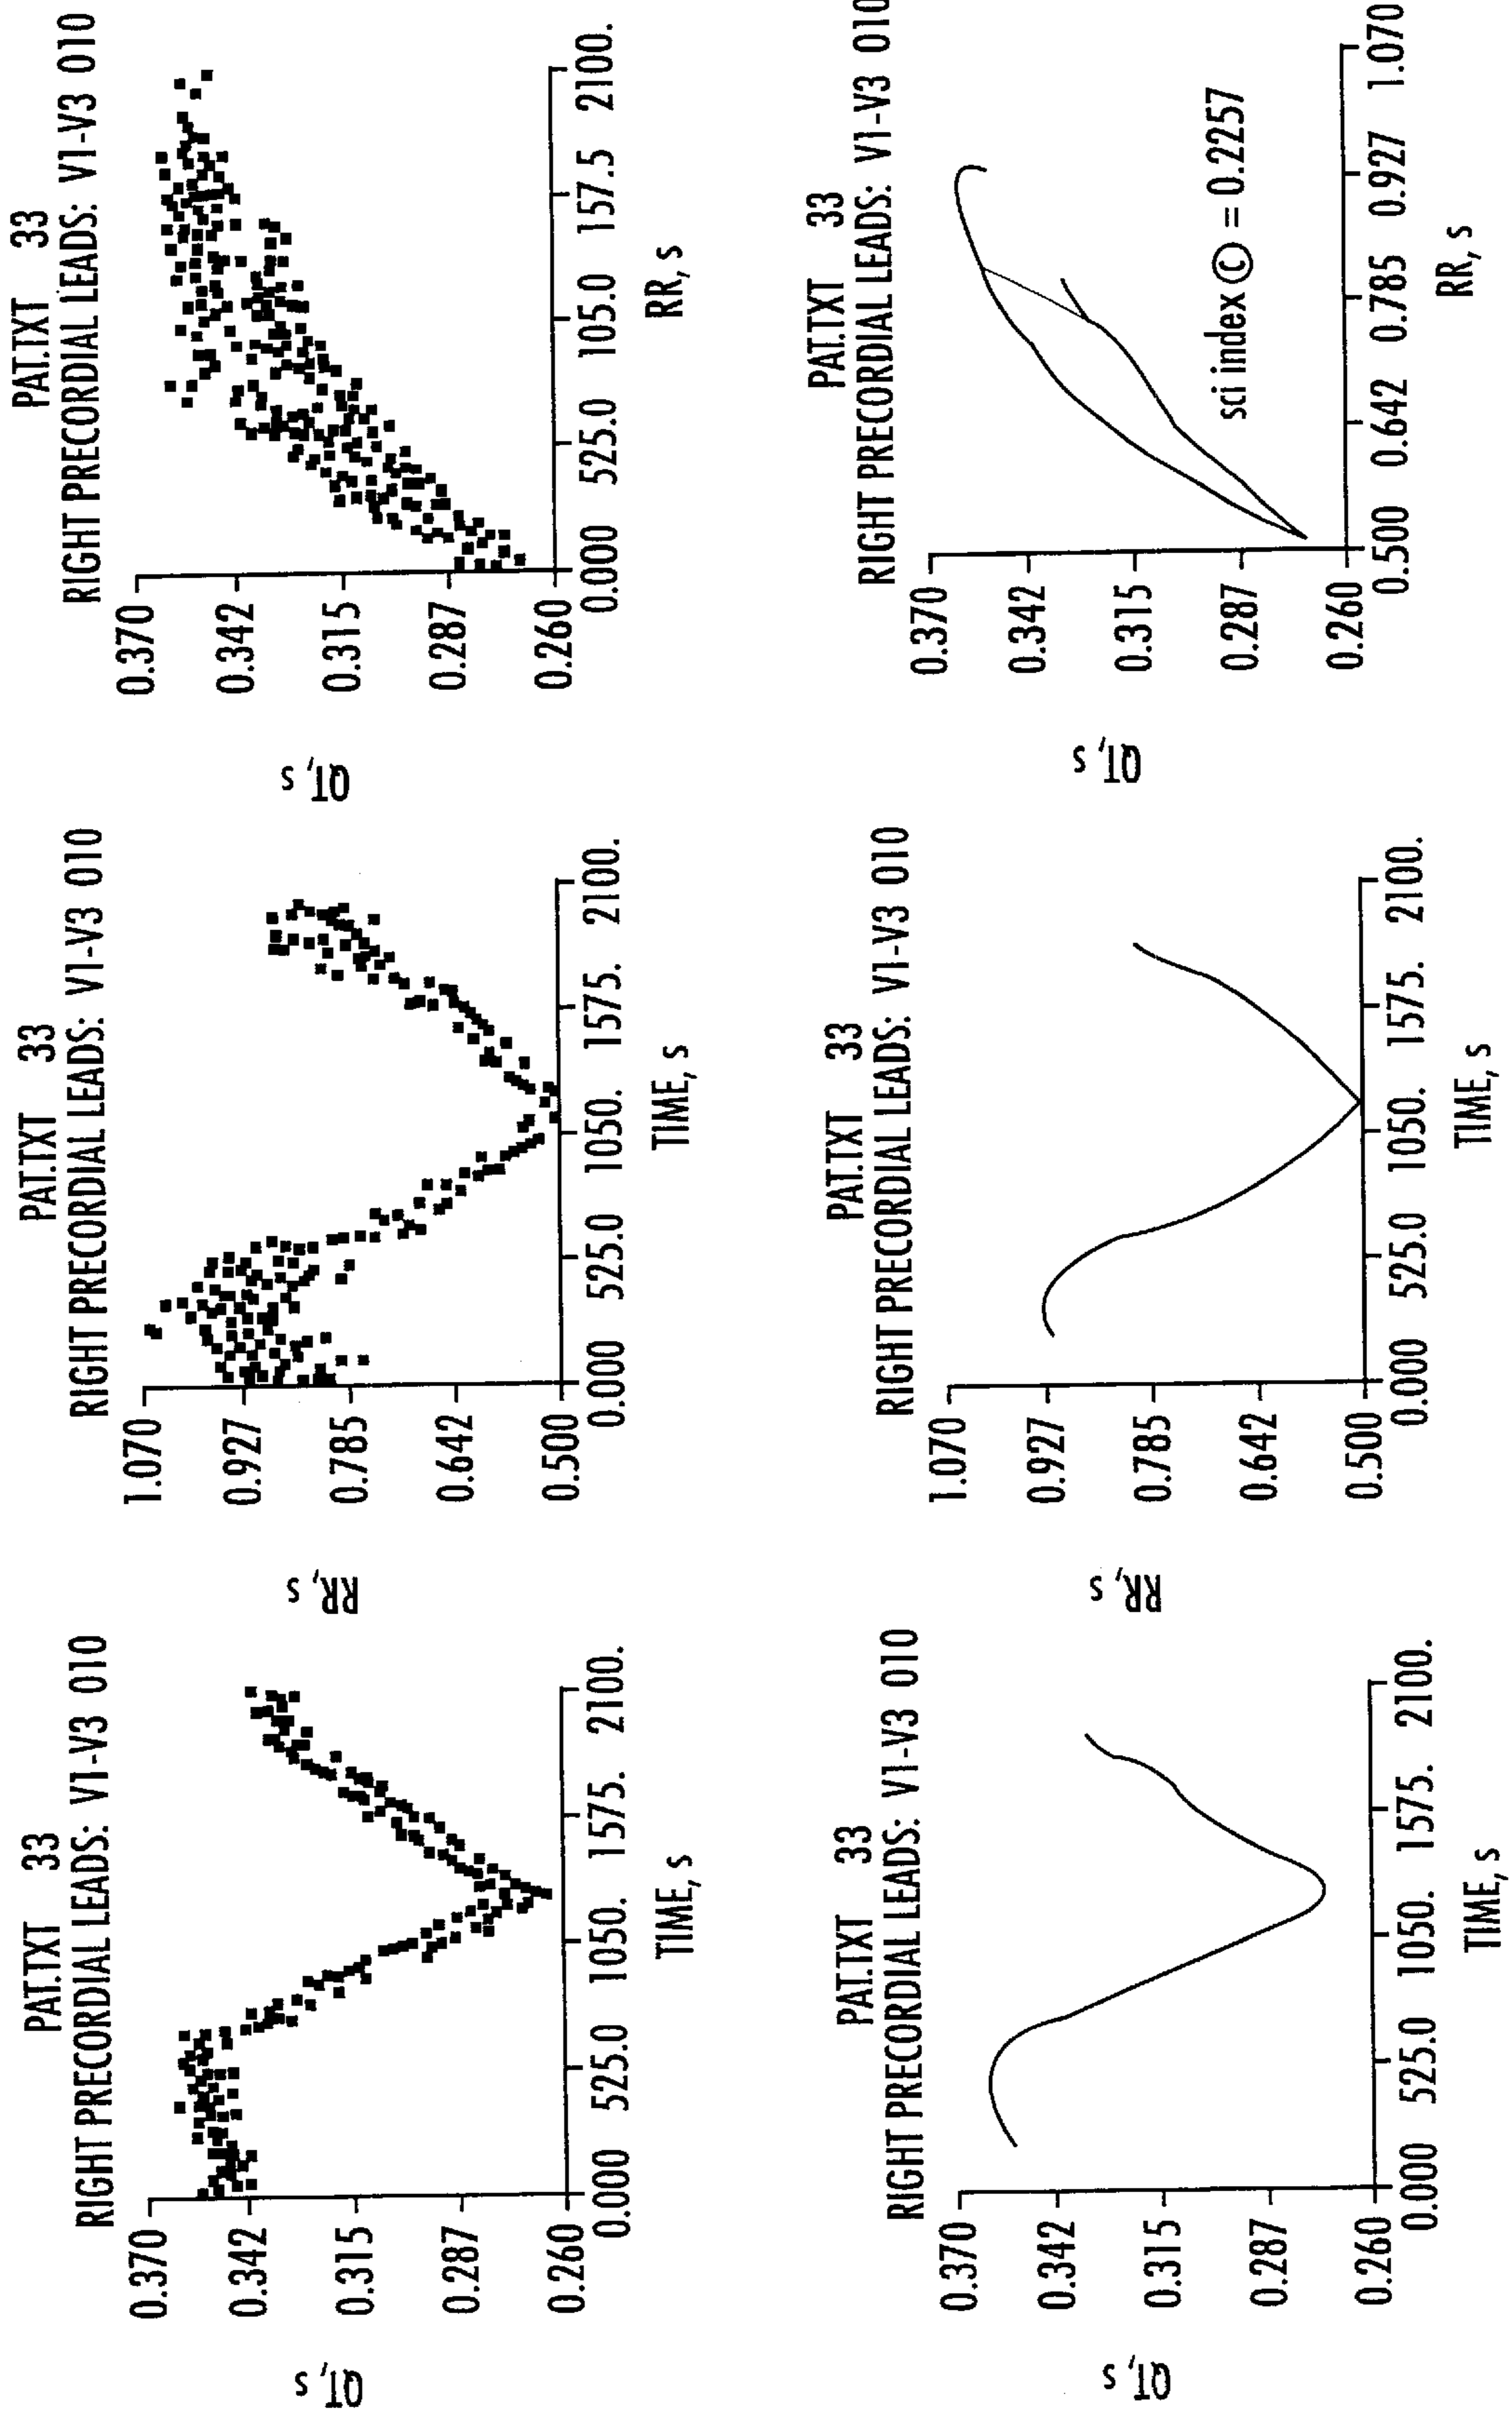 PAT.TXT 33
RIGHT PRECORDIAL LEADS: V1-V3 010
QT, s
0.370
0.342
0.315
0.287
0.260
0.000 525.0 1050. 1575. 2100.
TIME, s
PAT.TXT 33
RIGHT PRECORDIAL LEADS: V1-V3 010
RR, s
1.070
0.927
0.785
0.642
0.500
0.000 525.0 1050. 1575. 2100.
TIME, s
PAT.TXT 33
RIGHT PRECORDIAL LEADS: V1-V3 010
QT, s
0.370
0.342
0.315
0.287
0.260
0.000 525.0 105.0 157.5 2100.
RR, s
PAT.TXT 33
RIGHT PRECORDIAL LEADS: V1-V3 010
QT, s
0.370
0.342
0.315
0.287
0.260
0.000 525.0 1050. 1575. 2100.
TIME, s
PAT.TXT 33
RIGHT PRECORDIAL LEADS: V1-V3 010
RR, s
1.070
0.927
0.785
0.642
0.500
0.000 525.0 1050. 1575. 2100.
TIME, s
PAT.TXT 33
RIGHT PRECORDIAL LEADS: V1-V3 010
QT, s
0.370
0.342
0.315
0.287
0.260
sci index Ⓒ = 0.2257
0.500 0.642 0.785 0.927 1.070
RR, s